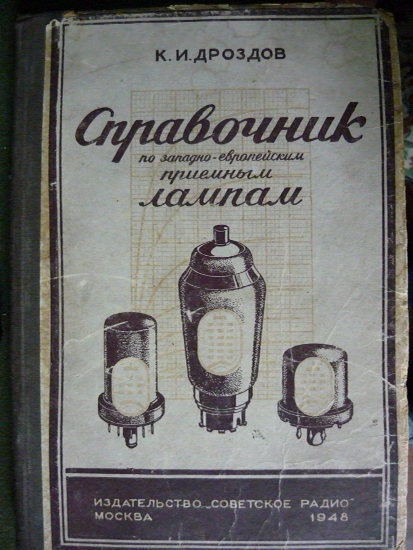 К. И. ДРОЗДОВ
Справочник
по западно-европейским
приемным
лампам
ИЗДАТЕЛЬСТВО „СОВЕТСКОЕ РАДИО"
МОСКВА 1948